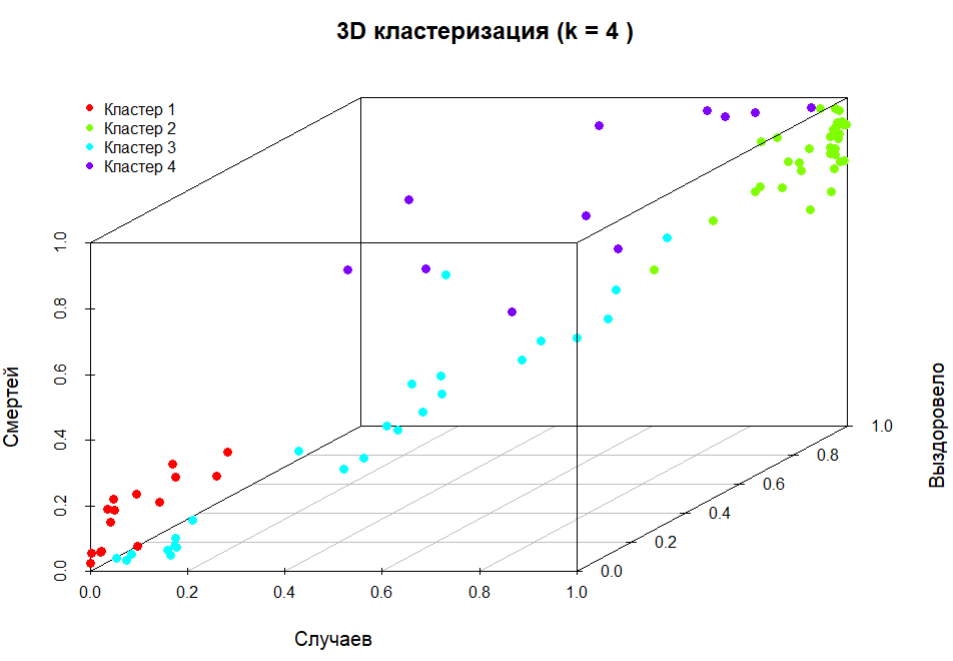 3D кластеризация (k = 4 )
Кластер 1
Кластер 2
Кластер 3
Кластер 4
Смертей
1.0
0.8
0.6
0.4
0.2
0.0
0.0 0.2 0.4 0.6 0.8 1.0
Случаев
0.0
0.2
0.4
0.6
0.8
1.0
Выздоровело